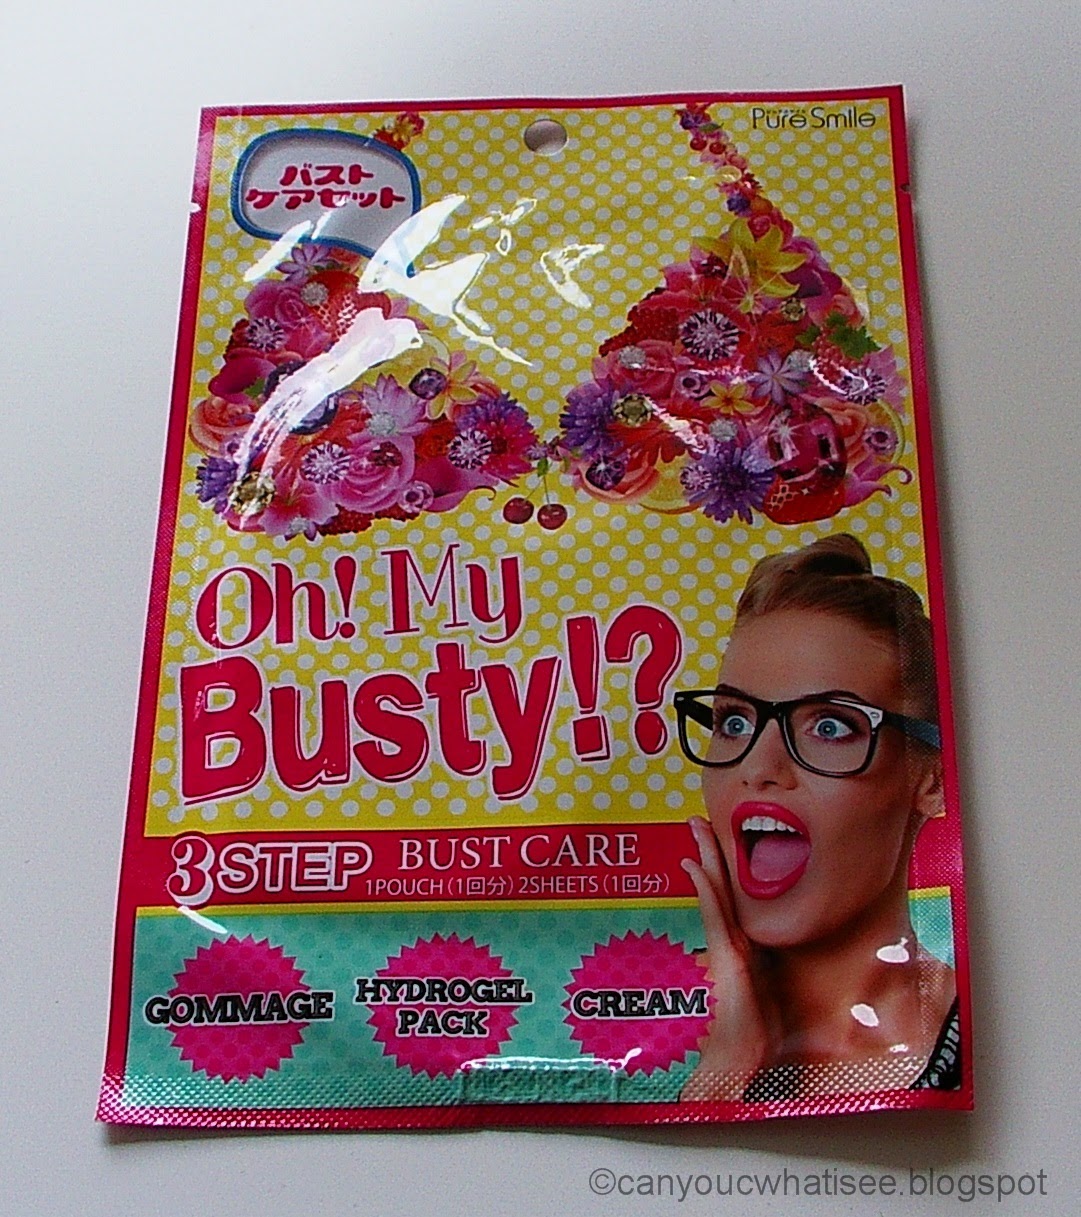 Pure Smile
バスト
ケアセット
Oh! My
Busty!?
3STEP BUST CARE
1POUCH(1回分) 2SHEETS(1回分)
GOMMAGE
HYDROGEL
PACK
CREAM
©canyoucwhatisee.blogspot